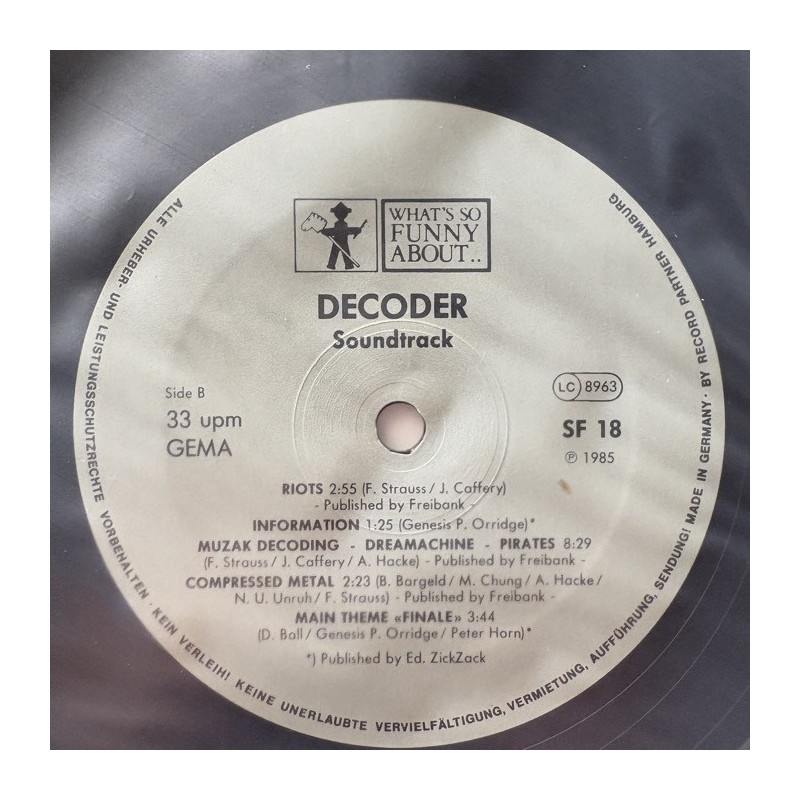 WHAT'S SO
FUNNY
ABOUT..
DECODER
Soundtrack
Side B
33 upm
GEMA
LC 8963
SF 18
℗ 1985
RIOTS 2:55 (F. Strauss / J. Caffery)
- Published by Freibank -
INFORMATION 1:25 (Genesis P. Orridge)*
MUZAK DECODING - DREAMACHINE - PIRATES 8:29
(F. Strauss / J. Caffery / A. Hacke) - Published by Freibank -
COMPRESSED METAL 2:23 (B. Bargeld / M. Chung / A. Hacke /
N. U. Unruh / F. Strauss) - Published by Freibank -
MAIN THEME «FINALE» 3:44
(D. Ball / Genesis P. Orridge / Peter Horn)*
*) Published by Ed. ZickZack
ALLE URHEBER- UND LEISTUNGSSCHUTZRECHTE VORBEHALTEN · KEIN VERLEIH! KEINE UNERLAUBTE VERVIELFÄLTIGUNG, VERMIETUNG, AUFFÜHRUNG, SENDUNG! MADE IN GERMANY · BY RECORD PARTNER HAMBURG